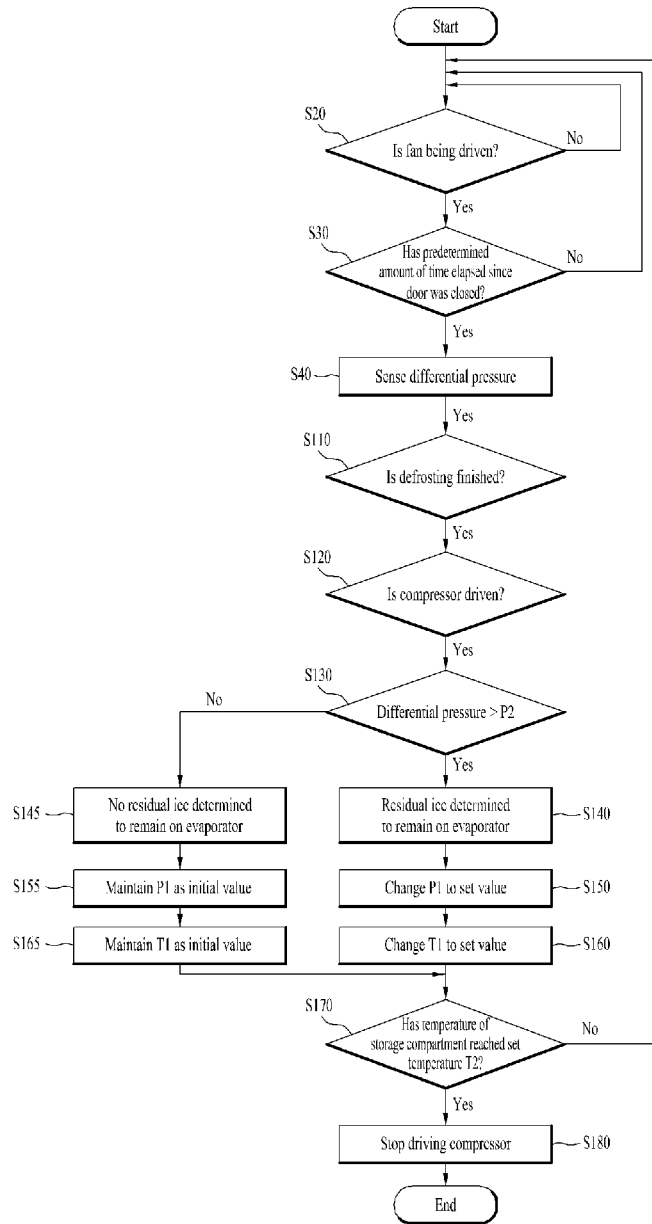 Start
S20
Is fan being driven?
No
Yes
S30
Has predetermined
amount of time elapsed since
door was closed?
No
Yes
S40
Sense differential pressure
Yes
S110
Is defrosting finished?
Yes
S120
Is compressor driven?
Yes
S130
Differential pressure > P2
No
Yes
S145
No residual ice determined
to remain on evaporator
Residual ice determined
to remain on evaporator
S140
S155
Maintain P1 as initial value
Change P1 to set value
S150
S165
Maintain T1 as initial value
Change T1 to set value
S160
S170
Has temperature of
storage compartment reached set
temperature T2?
No
Yes
Stop driving compressor
S180
End